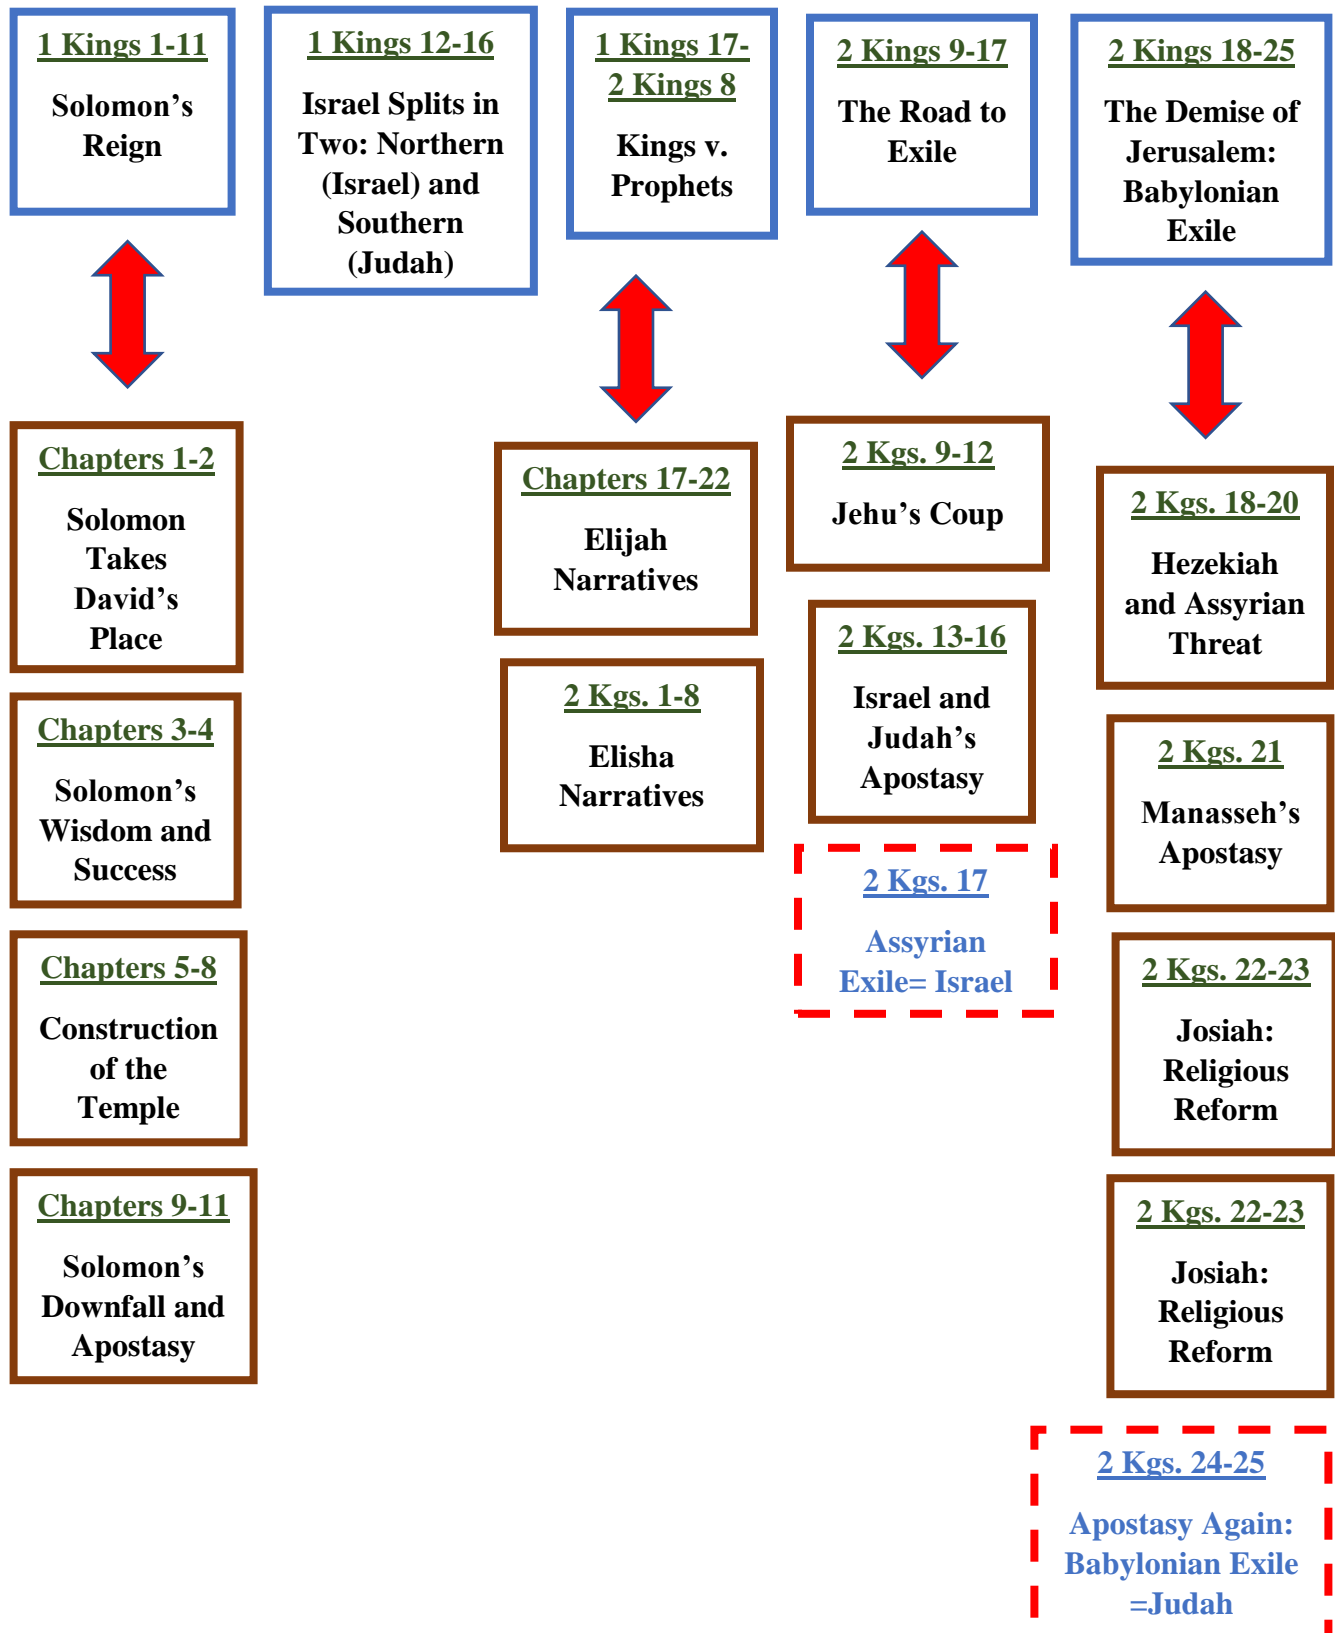 1 Kings 1-11
Solomon’s
Reign
1 Kings 12-16
Israel Splits in
Two: Northern
(Israel) and
Southern
(Judah)
1 Kings 17-
2 Kings 8
Kings v.
Prophets
2 Kings 9-17
The Road to
Exile
2 Kings 18-25
The Demise of
Jerusalem:
Babylonian
Exile
Chapters 1-2
Solomon
Takes
David’s
Place
Chapters 3-4
Solomon’s
Wisdom and
Success
Chapters 5-8
Construction
of the
Temple
Chapters 9-11
Solomon’s
Downfall and
Apostasy
Chapters 17-22
Elijah
Narratives
2 Kgs. 1-8
Elisha
Narratives
2 Kgs. 9-12
Jehu’s Coup
2 Kgs. 13-16
Israel and
Judah’s
Apostasy
2 Kgs. 17
Assyrian
Exile= Israel
2 Kgs. 18-20
Hezekiah
and Assyrian
Threat
2 Kgs. 21
Manasseh’s
Apostasy
2 Kgs. 22-23
Josiah:
Religious
Reform
2 Kgs. 22-23
Josiah:
Religious
Reform
2 Kgs. 24-25
Apostasy Again:
Babylonian Exile
=Judah